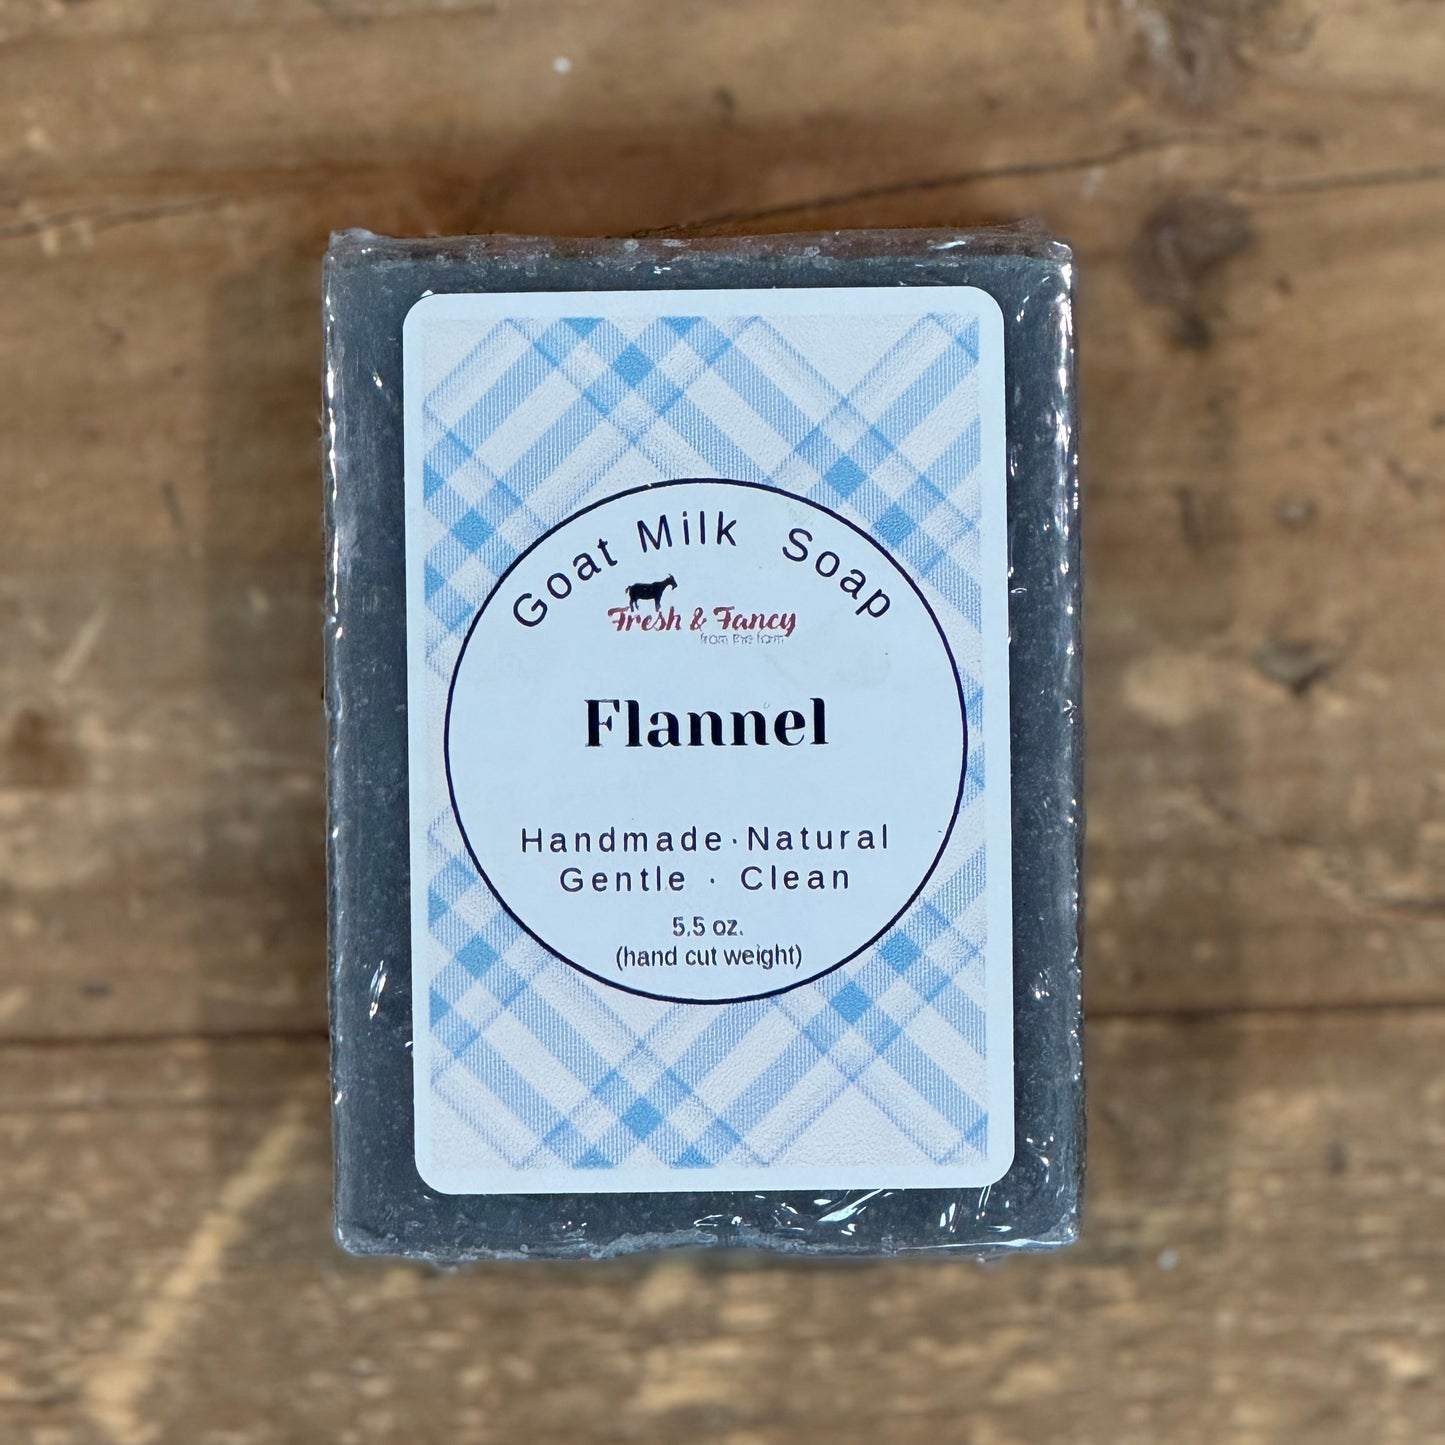 Goat Milk Soap
Fresh & Fancy
from the farm
Flannel
Handmade · Natural
Gentle · Clean
5.5 oz.
(hand cut weight)